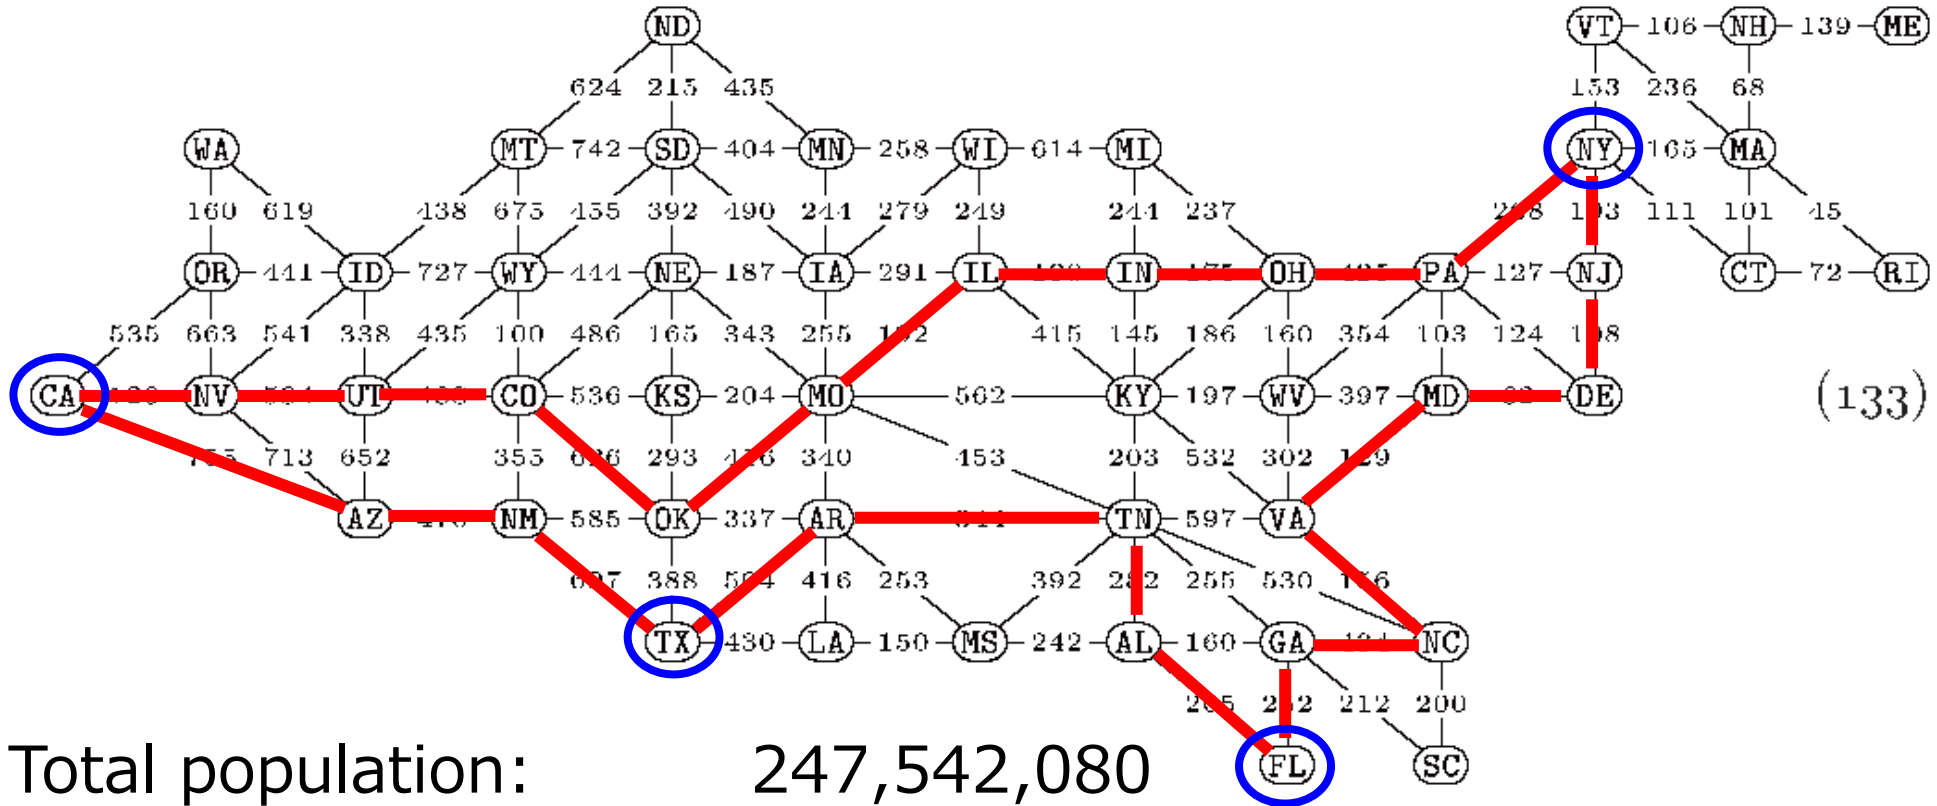 ND VT 106 NH 139 ME
624 215 435 153 236 68
WA MT 742 SD 404 MN 258 WI 614 MI NY 165 MA
160 619 438 675 455 392 490 244 279 249 244 237 111 101 45
OR 441 ID 727 WY 444 NE 187 IA 291 IL IN OH PA 127 NJ CT 72 RI
535 663 541 338 435 100 486 165 343 255 415 145 186 160 354 103 124
CA NV UT CO 536 KS 204 MO 562 KY 197 WV 397 MD DE (133)
713 652 355 293 340 453 203 532 302
AZ NM 585 OK 337 AR TN 597 VA
388 416 253 392 255 530
TX 430 LA 150 MS 242 AL 160 GA NC
212 200
FL SC
Total population: 247,542,080